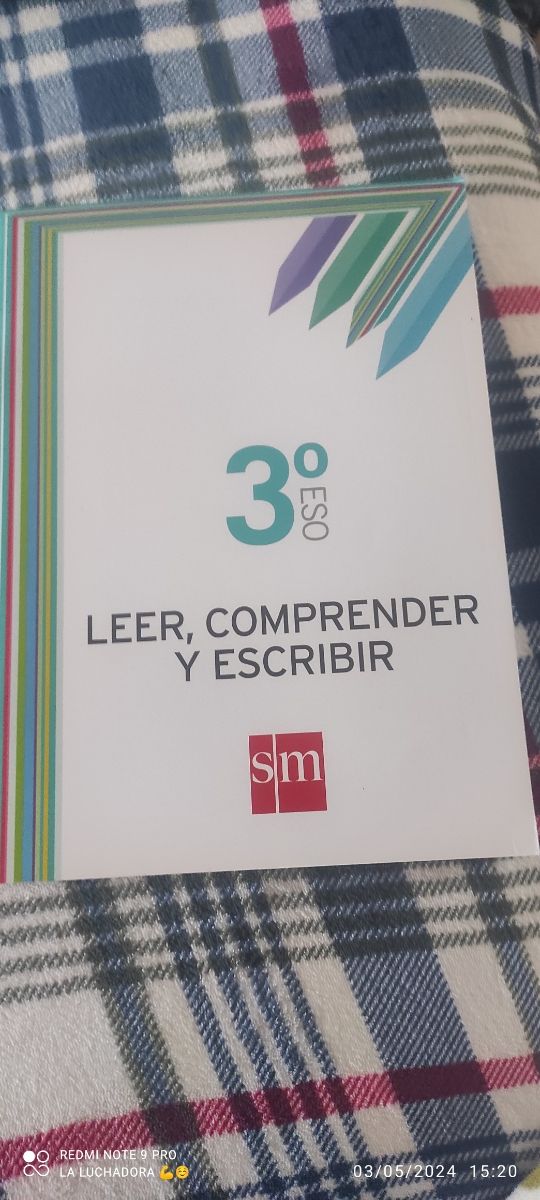 3º ESO
LEER, COMPRENDER
Y ESCRIBIR
sm
REDMI NOTE 9 PRO
LA LUCHADORA 💪😊
03/05/2024 15:20